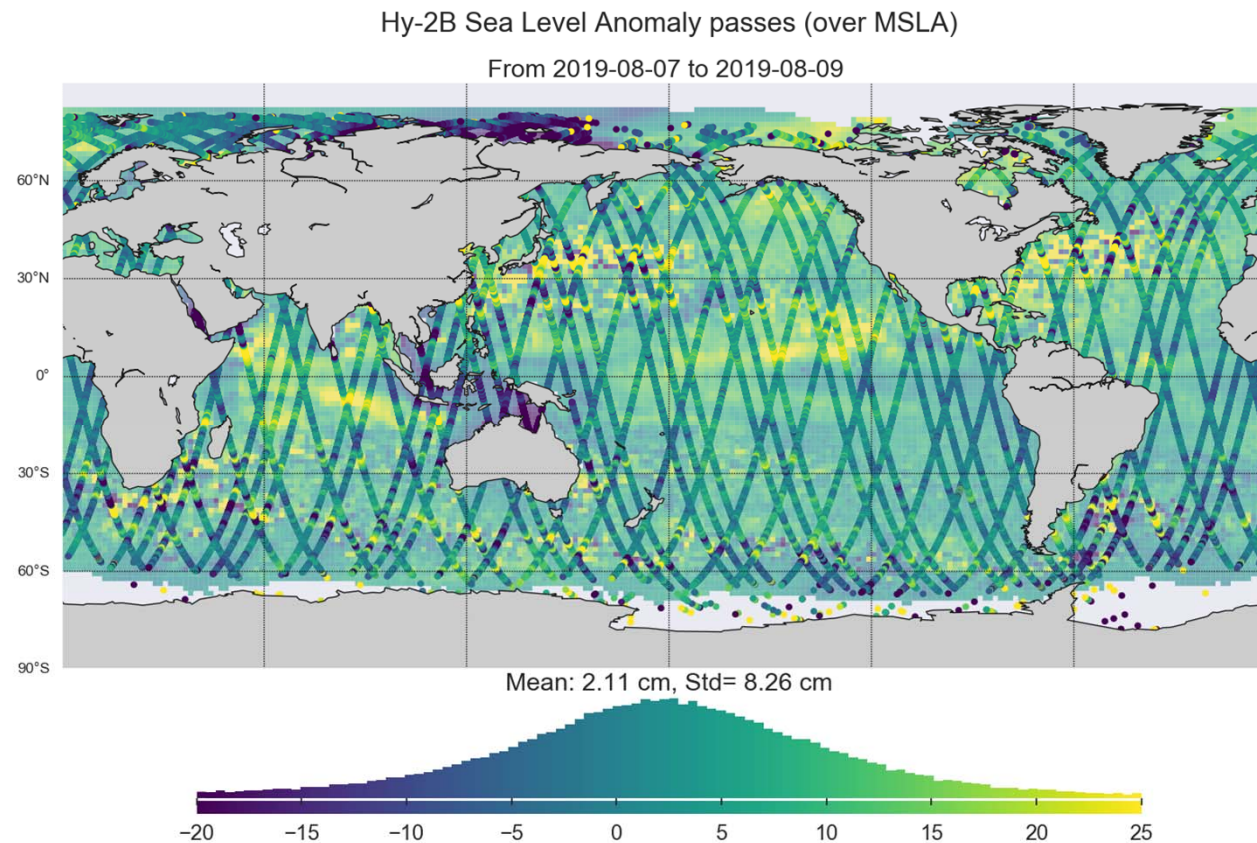 Hy-2B Sea Level Anomaly passes (over MSLA)
From 2019-08-07 to 2019-08-09
60°N
30°N
0°
30°S
60°S
90°S
Mean: 2.11 cm, Std= 8.26 cm
−20 −15 −10 −5 0 5 10 15 20 25